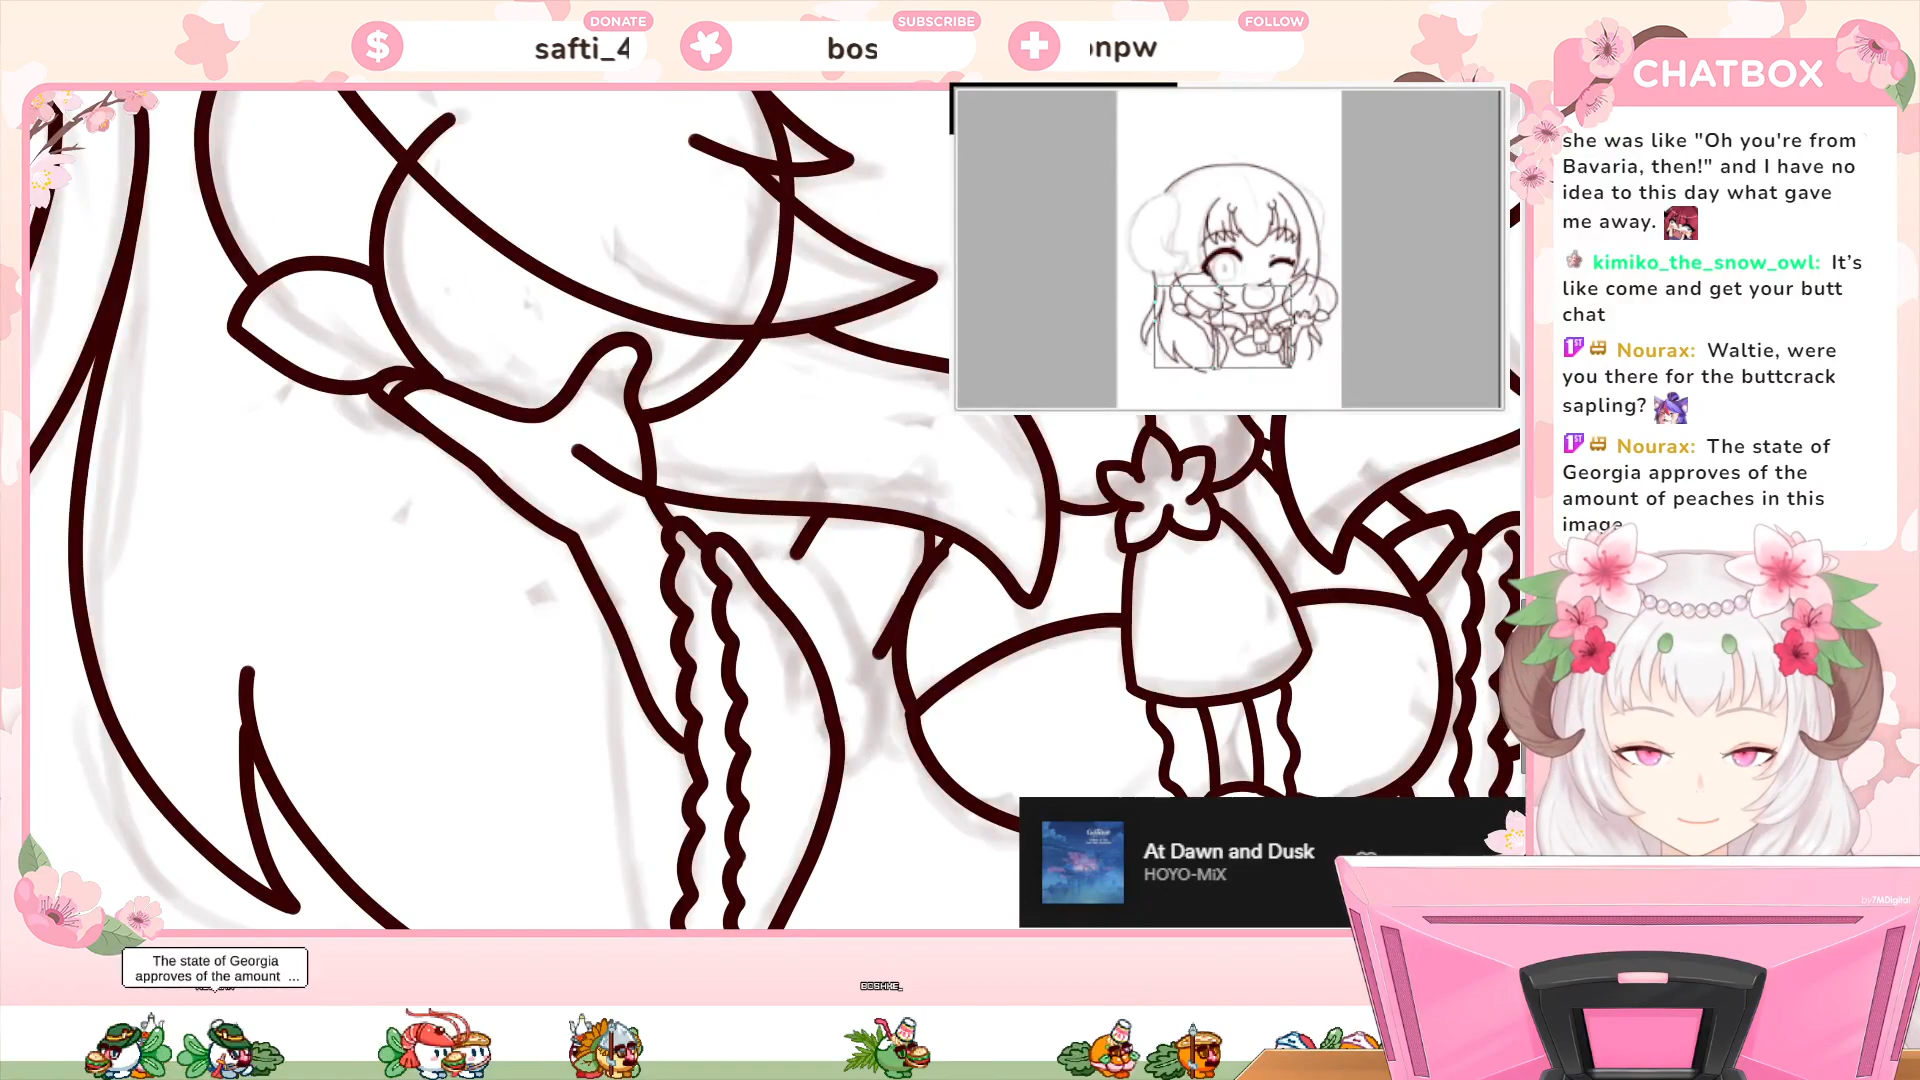 DONATE
safti_4
SUBSCRIBE
bos
FOLLOW
onpw
CHATBOX
she was like "Oh you're from
Bavaria, then!" and I have no
idea to this day what gave
me away.
kimiko_the_snow_owl: It's
like come and get your butt
chat
Nourax: Waltie, were
you there for the buttcrack
sapling?
Nourax: The state of
Georgia approves of the
amount of peaches in this
image
At Dawn and Dusk
HOYO-MiX
by7MDigital
The state of Georgia
approves of the amount ...